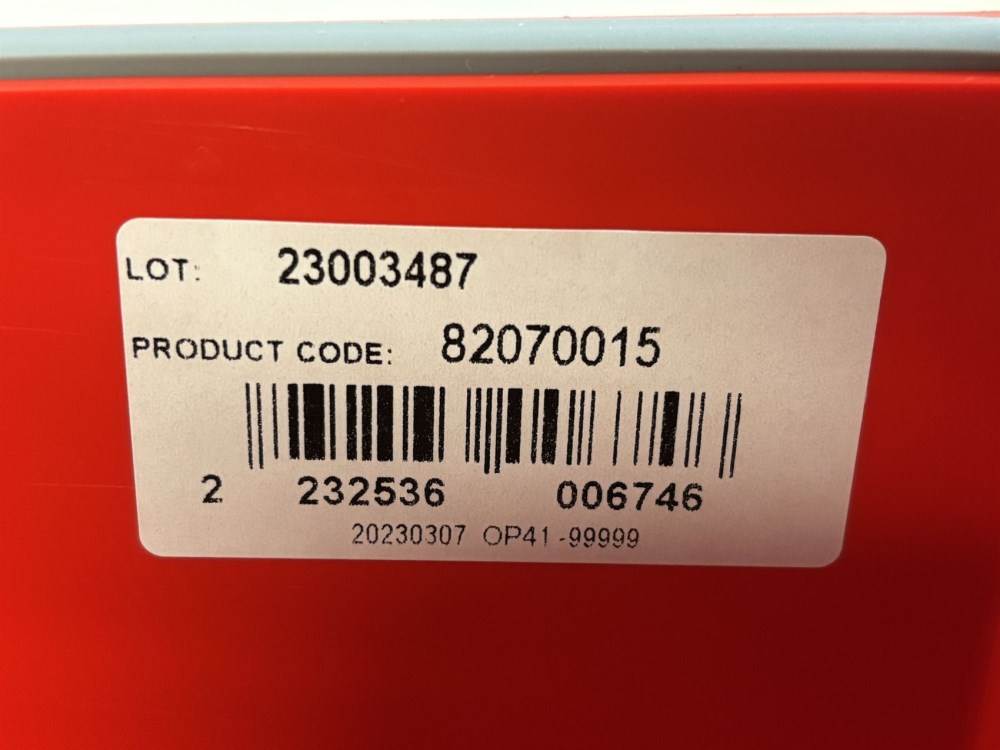 LOT: 23003487
PRODUCT CODE: 82070015
2 232536 006746
20230307 OP41-99999